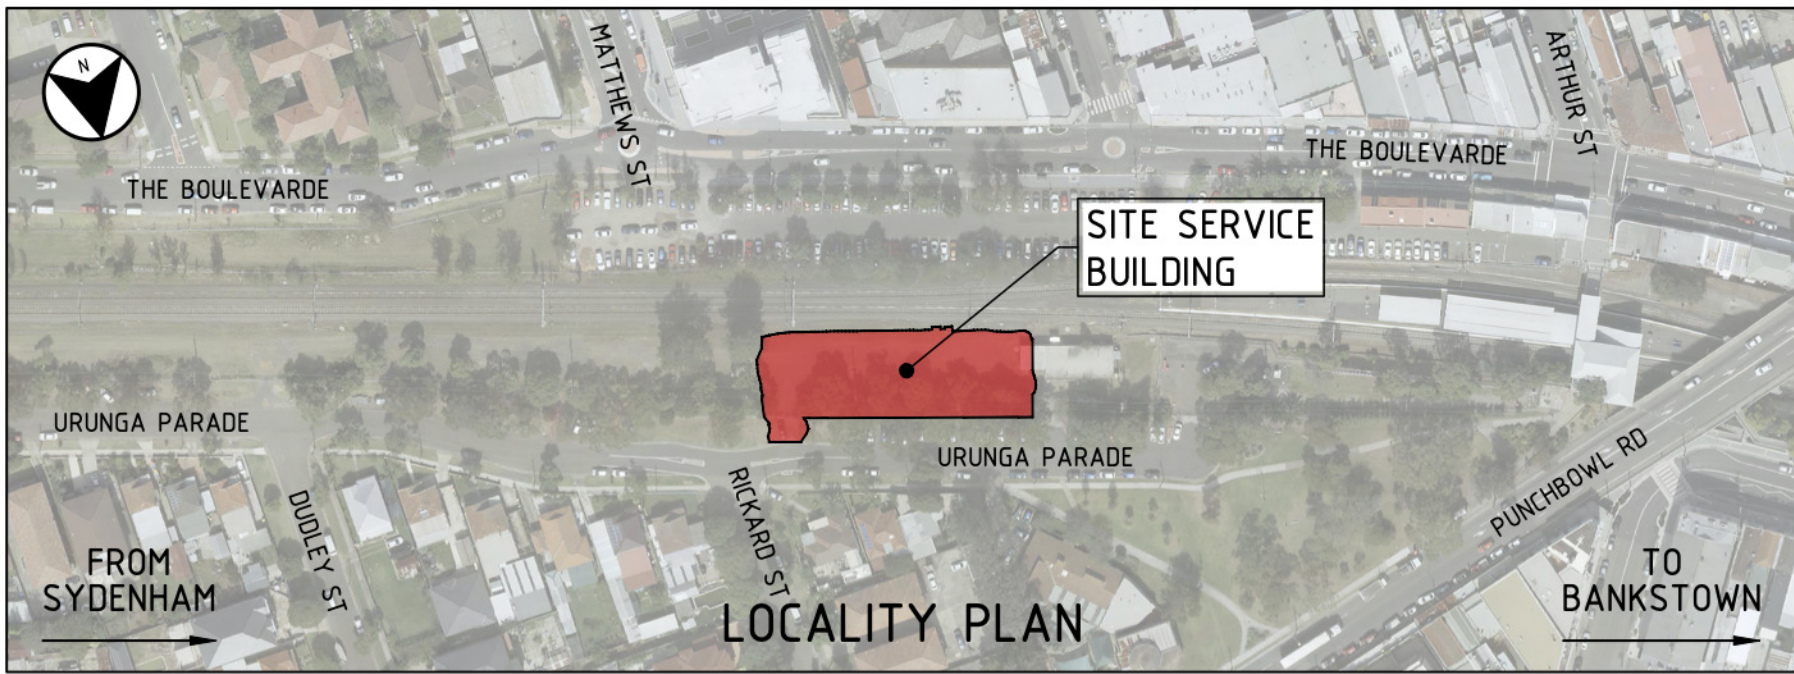 N
MATTHEWS ST
ARTHUR ST
THE BOULEVARDE
THE BOULEVARDE
SITE SERVICE
BUILDING
URUNGA PARADE
URUNGA PARADE
DUDLEY ST
RICKARD ST
PUNCHBOWL RD
FROM
SYDENHAM
LOCALITY PLAN
TO
BANKSTOWN